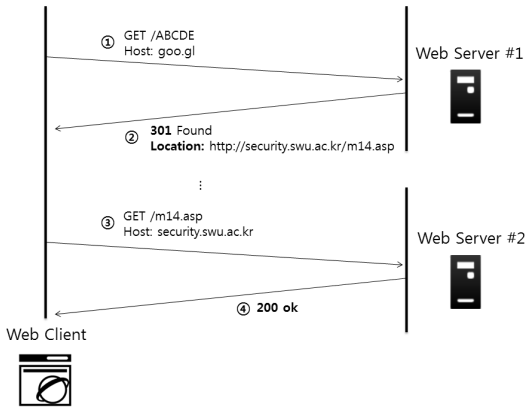 ① GET /ABCDE
Host: goo.gl
Web Server #1
② 301 Found
Location: http://security.swu.ac.kr/m14.asp
⋮
③ GET /m14.asp
Host: security.swu.ac.kr
Web Server #2
④ 200 ok
Web Client